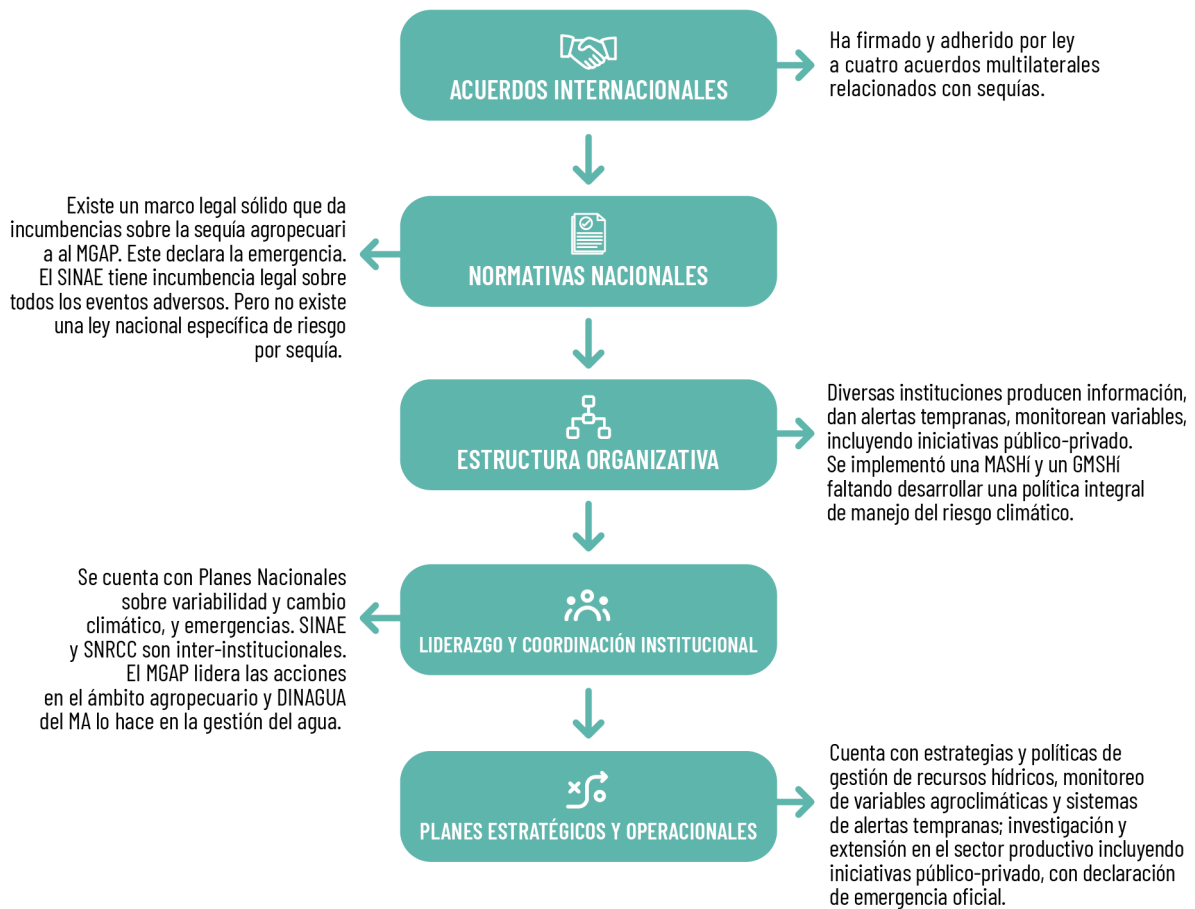 ACUERDOS INTERNACIONALES
Ha firmado y adherido por ley
a cuatro acuerdos multilaterales
relacionados con sequías.
NORMATIVAS NACIONALES
Existe un marco legal sólido que da
incumbencias sobre la sequía agropecuari
a al MGAP. Este declara la emergencia.
El SINAE tiene incumbencia legal sobre
todos los eventos adversos. Pero no existe
una ley nacional específica de riesgo
por sequía.
ESTRUCTURA ORGANIZATIVA
Diversas instituciones producen información,
dan alertas tempranas, monitorean variables,
incluyendo iniciativas público-privado.
Se implementó una MASHí y un GMSHí
faltando desarrollar una política integral
de manejo del riesgo climático.
LIDERAZGO Y COORDINACIÓN INSTITUCIONAL
Se cuenta con Planes Nacionales
sobre variabilidad y cambio
climático, y emergencias. SINAE
y SNRCC son inter-institucionales.
El MGAP lidera las acciones
en el ámbito agropecuario y DINAGUA
del MA lo hace en la gestión del agua.
PLANES ESTRATÉGICOS Y OPERACIONALES
Cuenta con estrategias y políticas de
gestión de recursos hídricos, monitoreo
de variables agroclimáticas y sistemas
de alertas tempranas; investigación y
extensión en el sector productivo incluyendo
iniciativas público-privado, con declaración
de emergencia oficial.